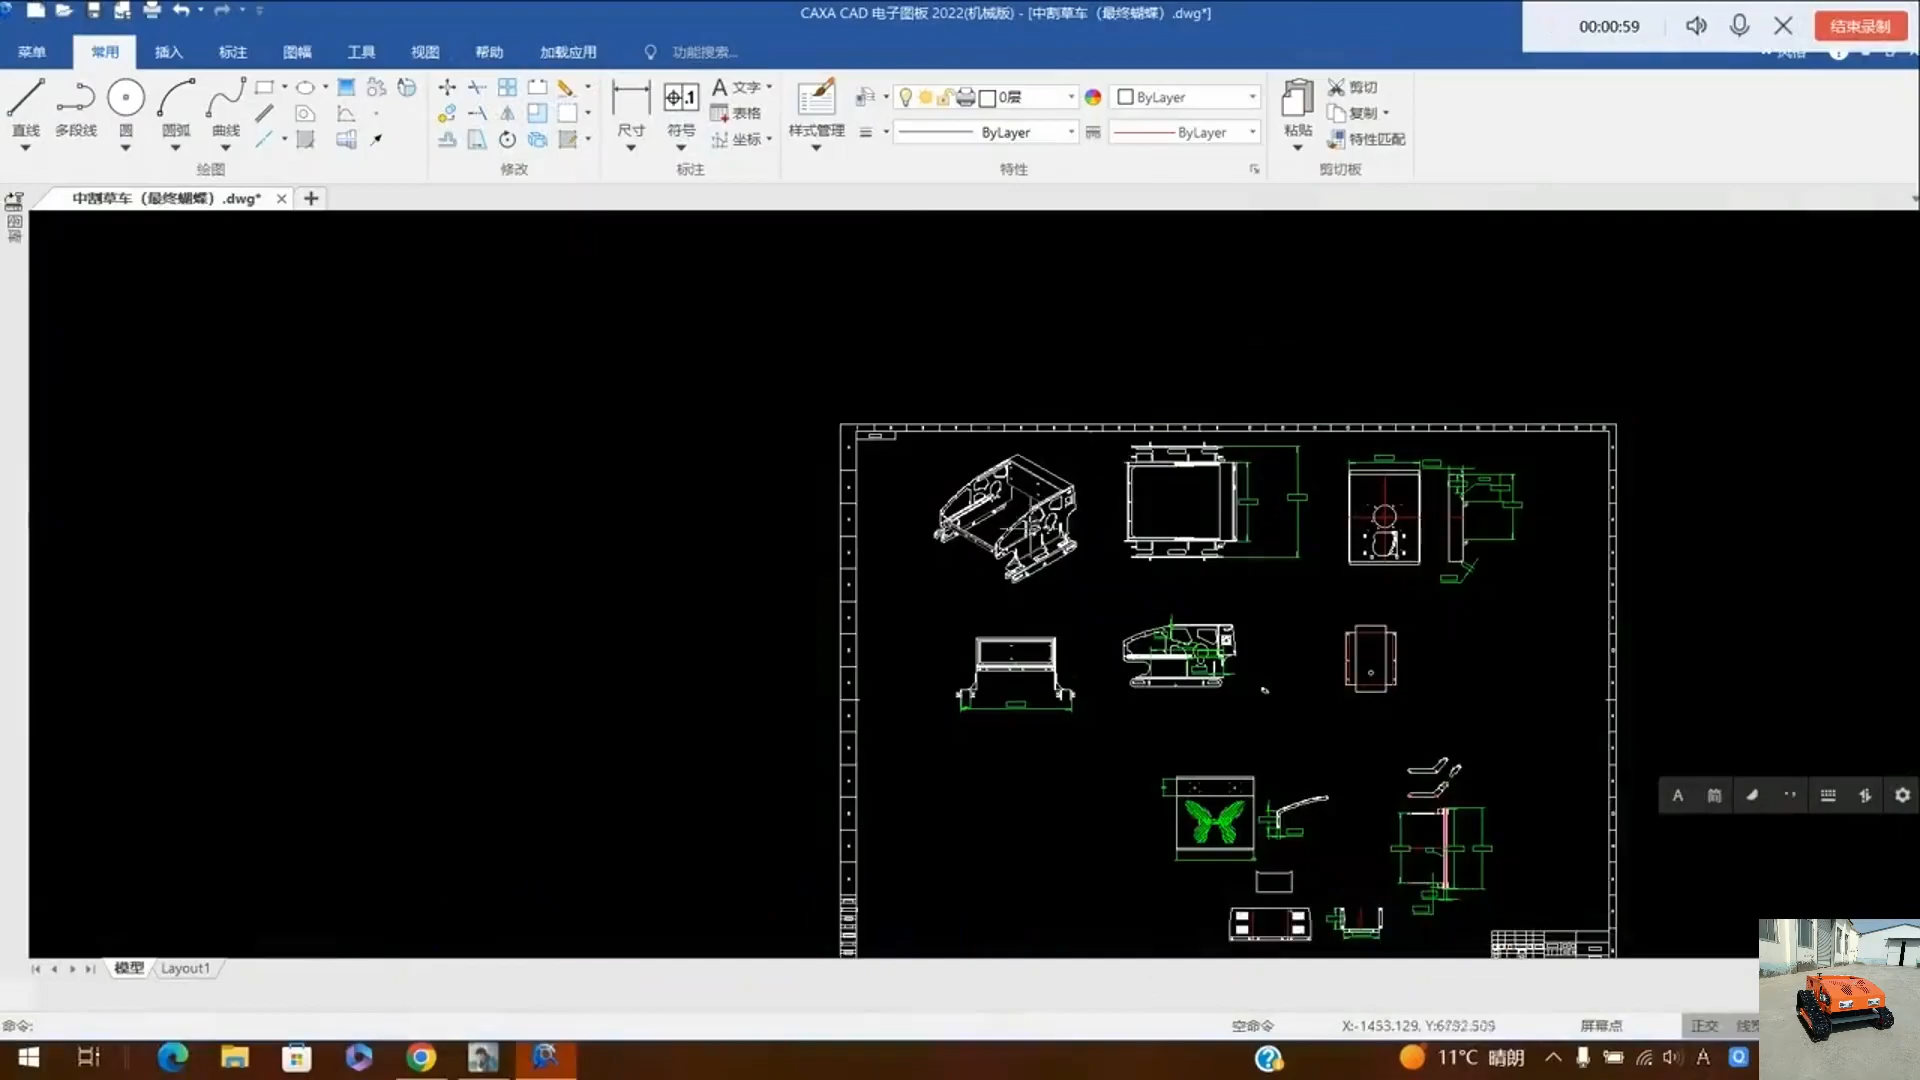 CAXA CAD 电子图板 2022(机械版) - [中割草车（最终蝴蝶）.dwg*]
00:00:59
结束录制
菜单 常用 插入 标注 图幅 工具 视图 帮助 加载应用 功能搜索...
风格
直线 多段线 圆 圆弧 曲线
绘图
修改
尺寸 符号 文字 表格 坐标
标注
样式管理
0层 ByLayer
ByLayer ByLayer
特性
粘贴 剪切 复制 特性匹配
剪切板
中割草车（最终蝴蝶）.dwg*
A 简
模型 Layout1
命令:
空命令 X:-1453.129, Y:6792.509 屏幕点 正交 线宽
11°C 晴朗 A